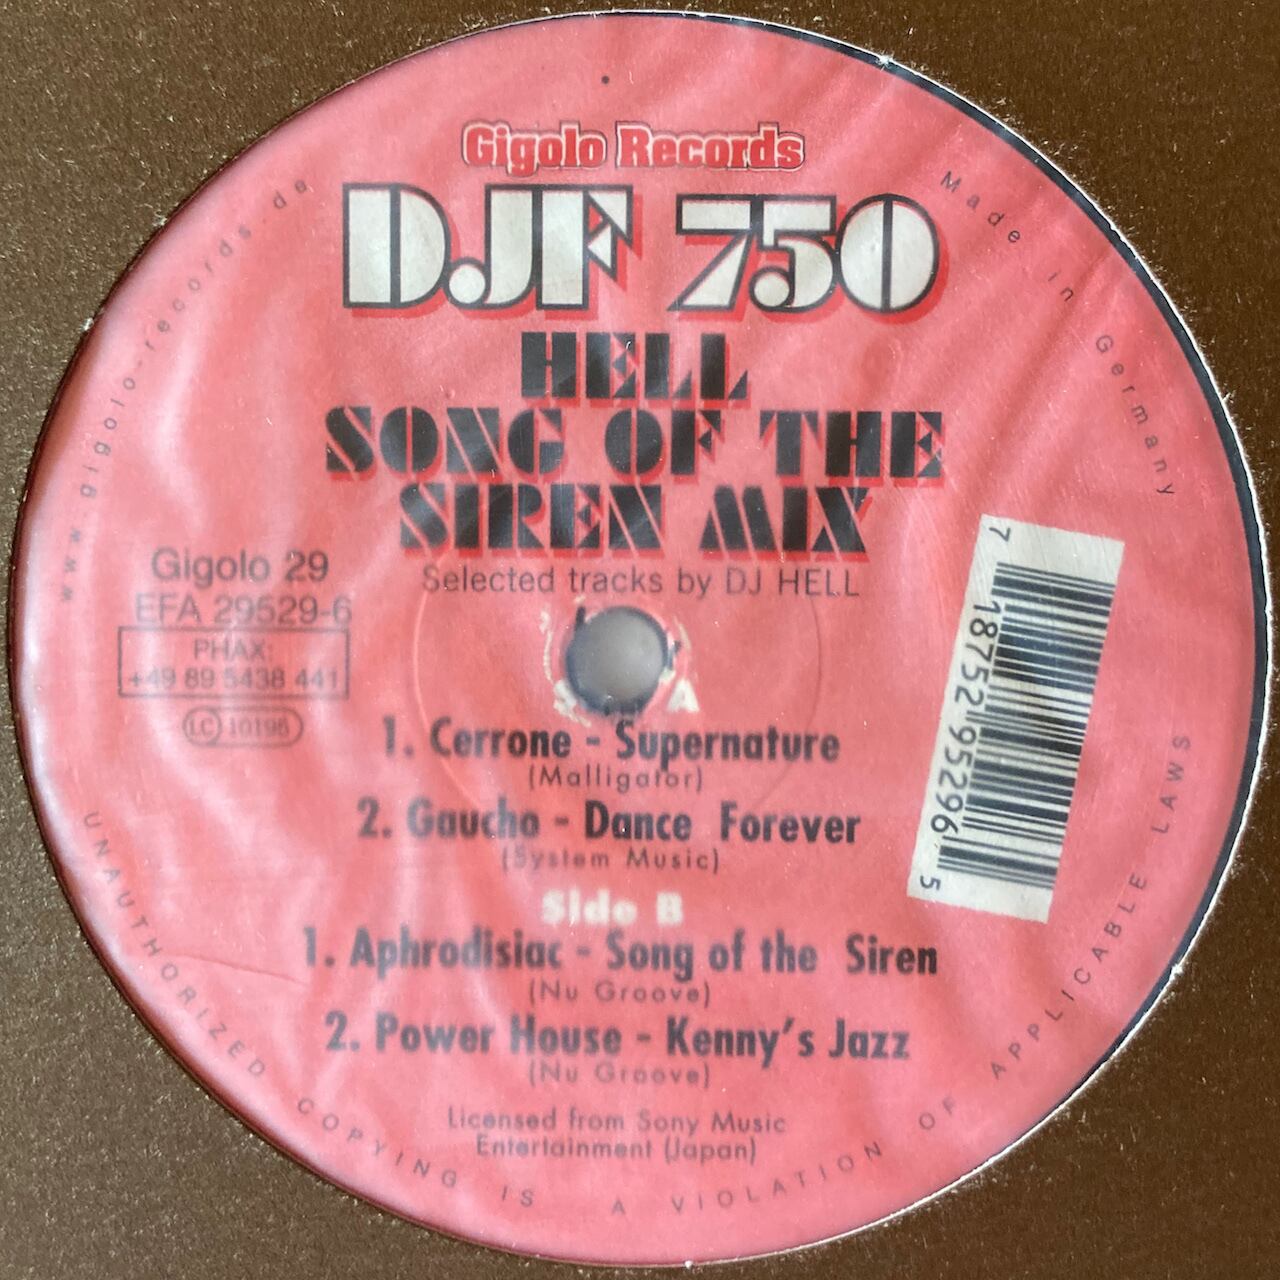 Gigolo Records
DJF 750
HELL
SONG OF THE
SIREN MIX
Selected tracks by DJ HELL
www.gigolo-records.de
Made in Germany
Gigolo 29
EFA 29529-6
PHAX:
+49 89 5438 441
LC 10195
A
1. Cerrone - Supernature
(Malligator)
2. Gaucho - Dance Forever
(System Music)
Side B
1. Aphrodisiac - Song of the Siren
(Nu Groove)
2. Power House - Kenny's Jazz
(Nu Groove)
Licensed from Sony Music
Entertainment (Japan)
UNAUTHORIZED COPYING IS A VIOLATION OF APPLICABLE LAWS
7 18752 95296 5